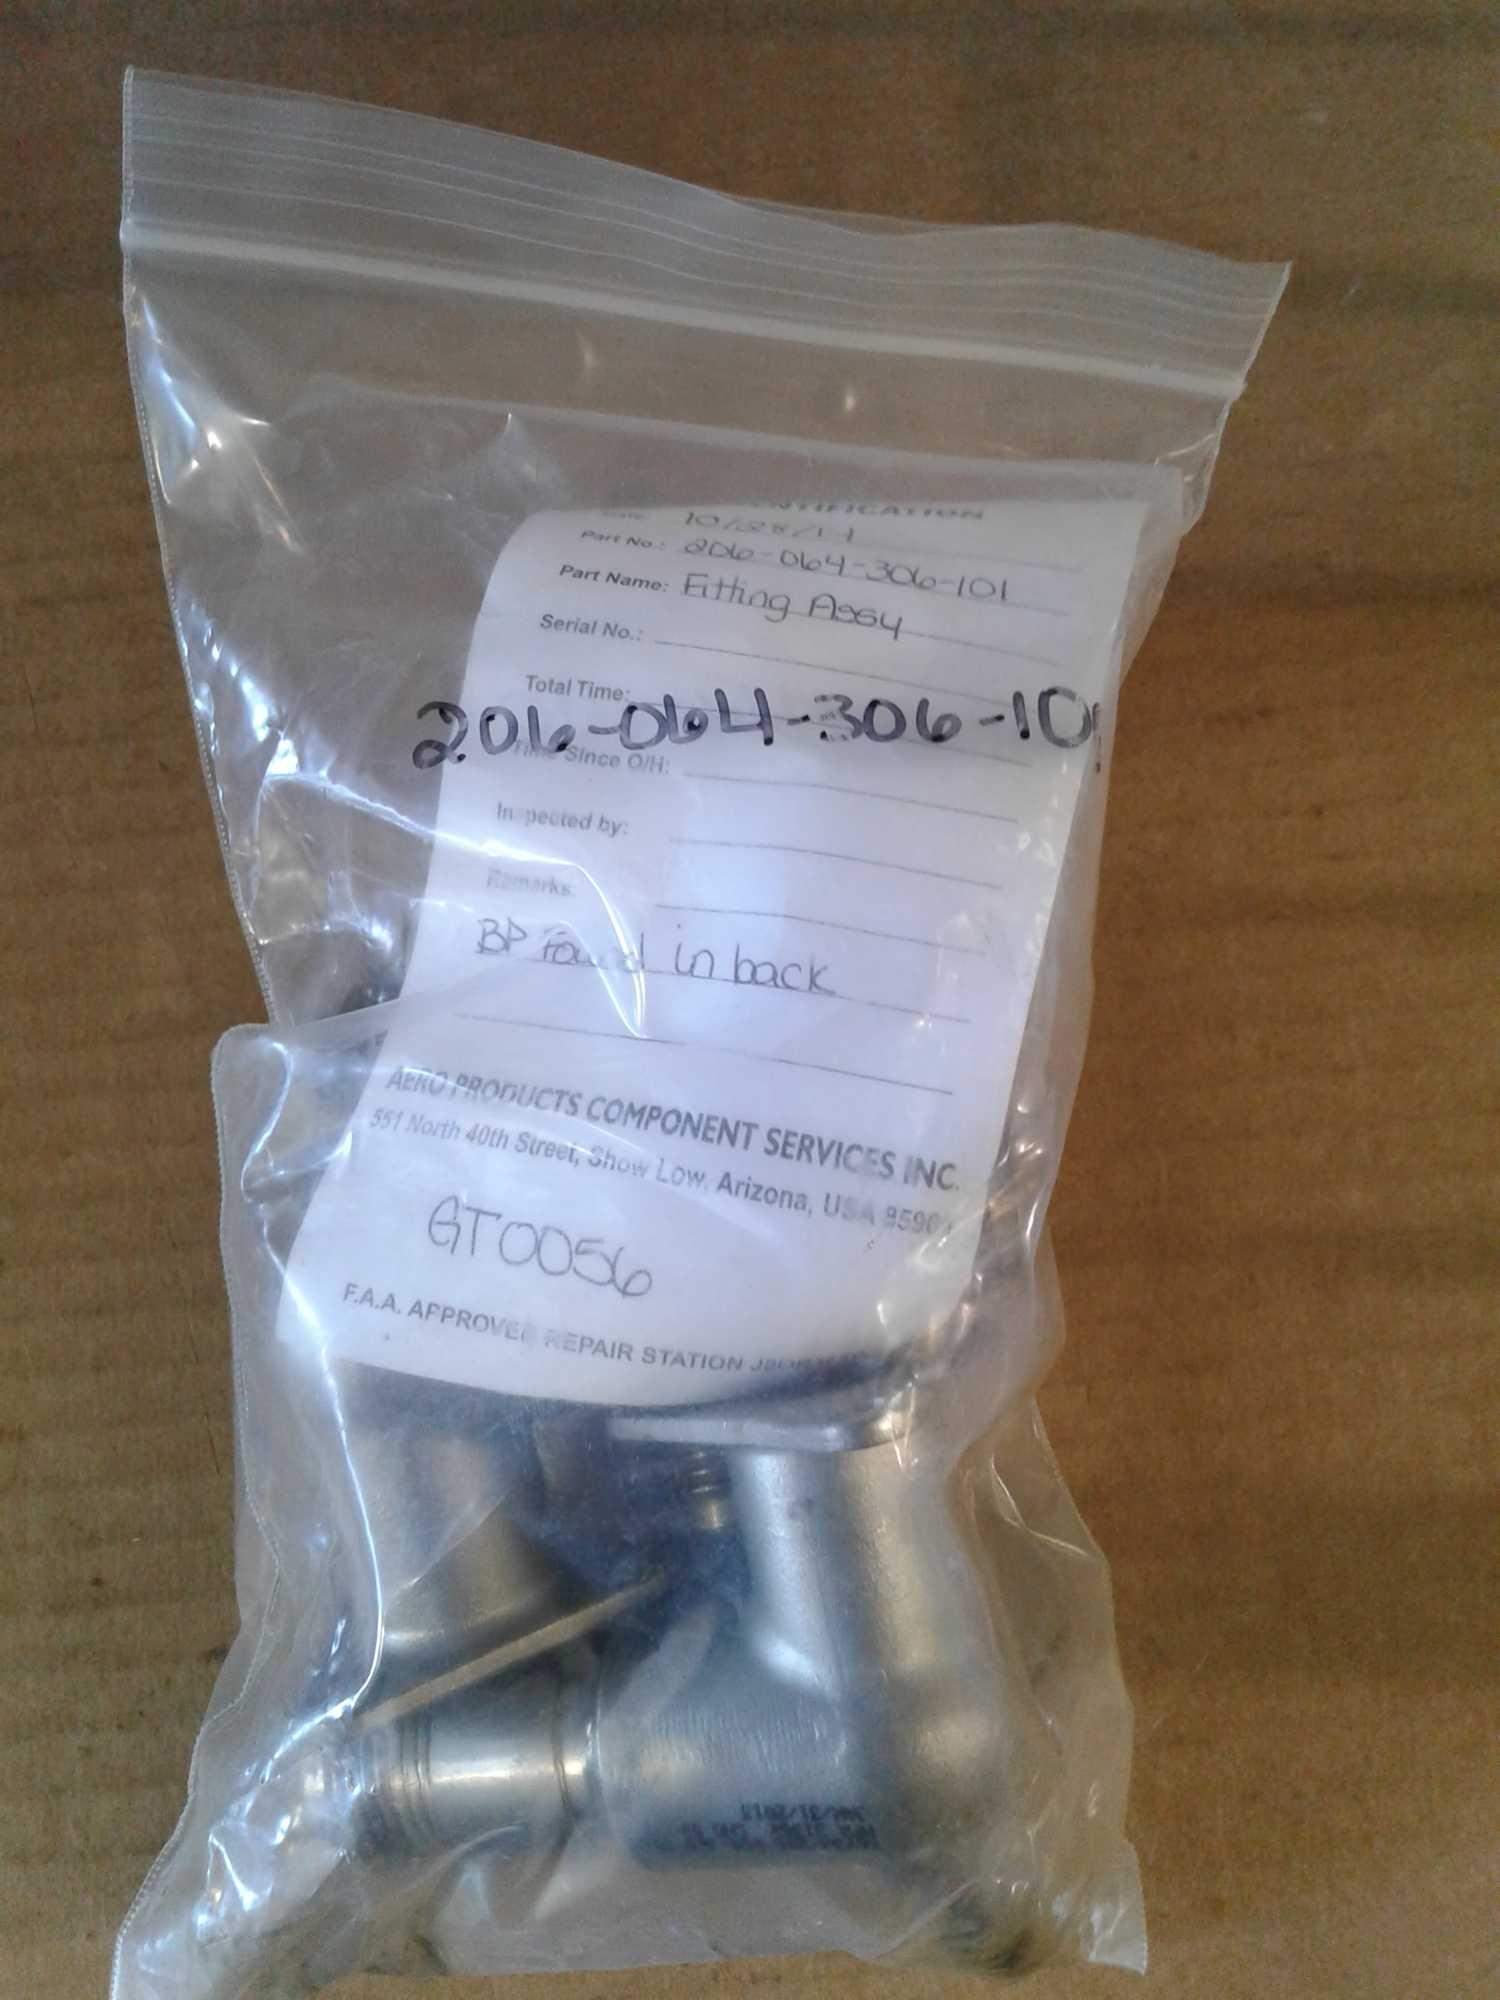 Part No.: 206-064-306-101
Part Name: Fitting Assy
Serial No.:
Total Time:
206-064-306-101
Time Since O/H:
Inspected by:
Remarks:
BP Found in back
AERO PRODUCTS COMPONENT SERVICES INC.
551 North 40th Street, Show Low, Arizona, USA
GT0056
F.A.A. APPROVED REPAIR STATION